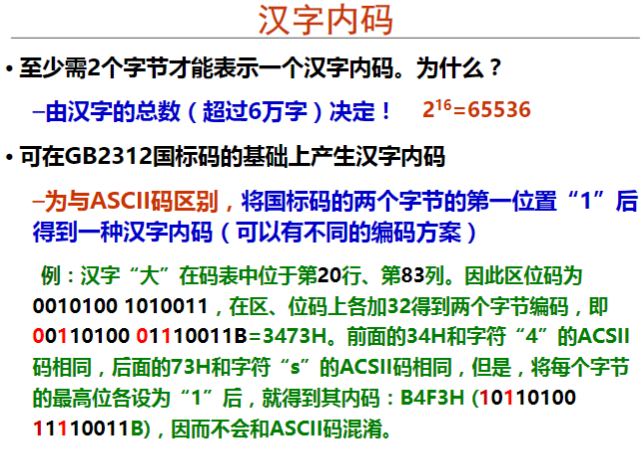 汉字内码
• 至少需2个字节才能表示一个汉字内码。为什么？
–由汉字的总数（超过6万字）决定！ 2¹⁶=65536
• 可在GB2312国标码的基础上产生汉字内码
–为与ASCII码区别，将国标码的两个字节的第一位置“1”后
得到一种汉字内码（可以有不同的编码方案）
例：汉字“大”在码表中位于第20行、第83列。因此区位码为
0010100 1010011，在区、位码上各加32得到两个字节编码，即
00110100 01110011B=3473H。前面的34H和字符“4”的ACSII
码相同，后面的73H和字符“s”的ACSII码相同，但是，将每个字节
的最高位各设为“1”后，就得到其内码：B4F3H (10110100
11110011B)，因而不会和ASCII码混淆。